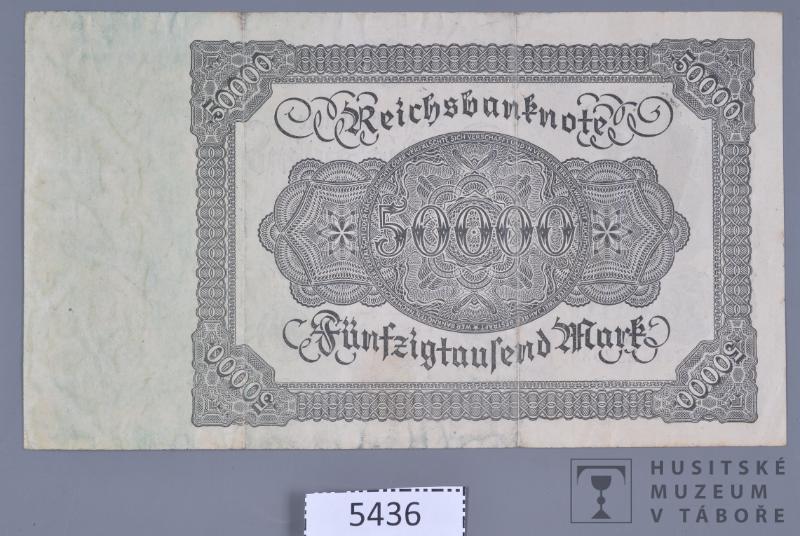 50000
50000
Reichsbanknote
50000
Fünfzigtausend Mark
50000
50000
5436
HUSITSKÉ
MUZEUM
V TÁBOŘE